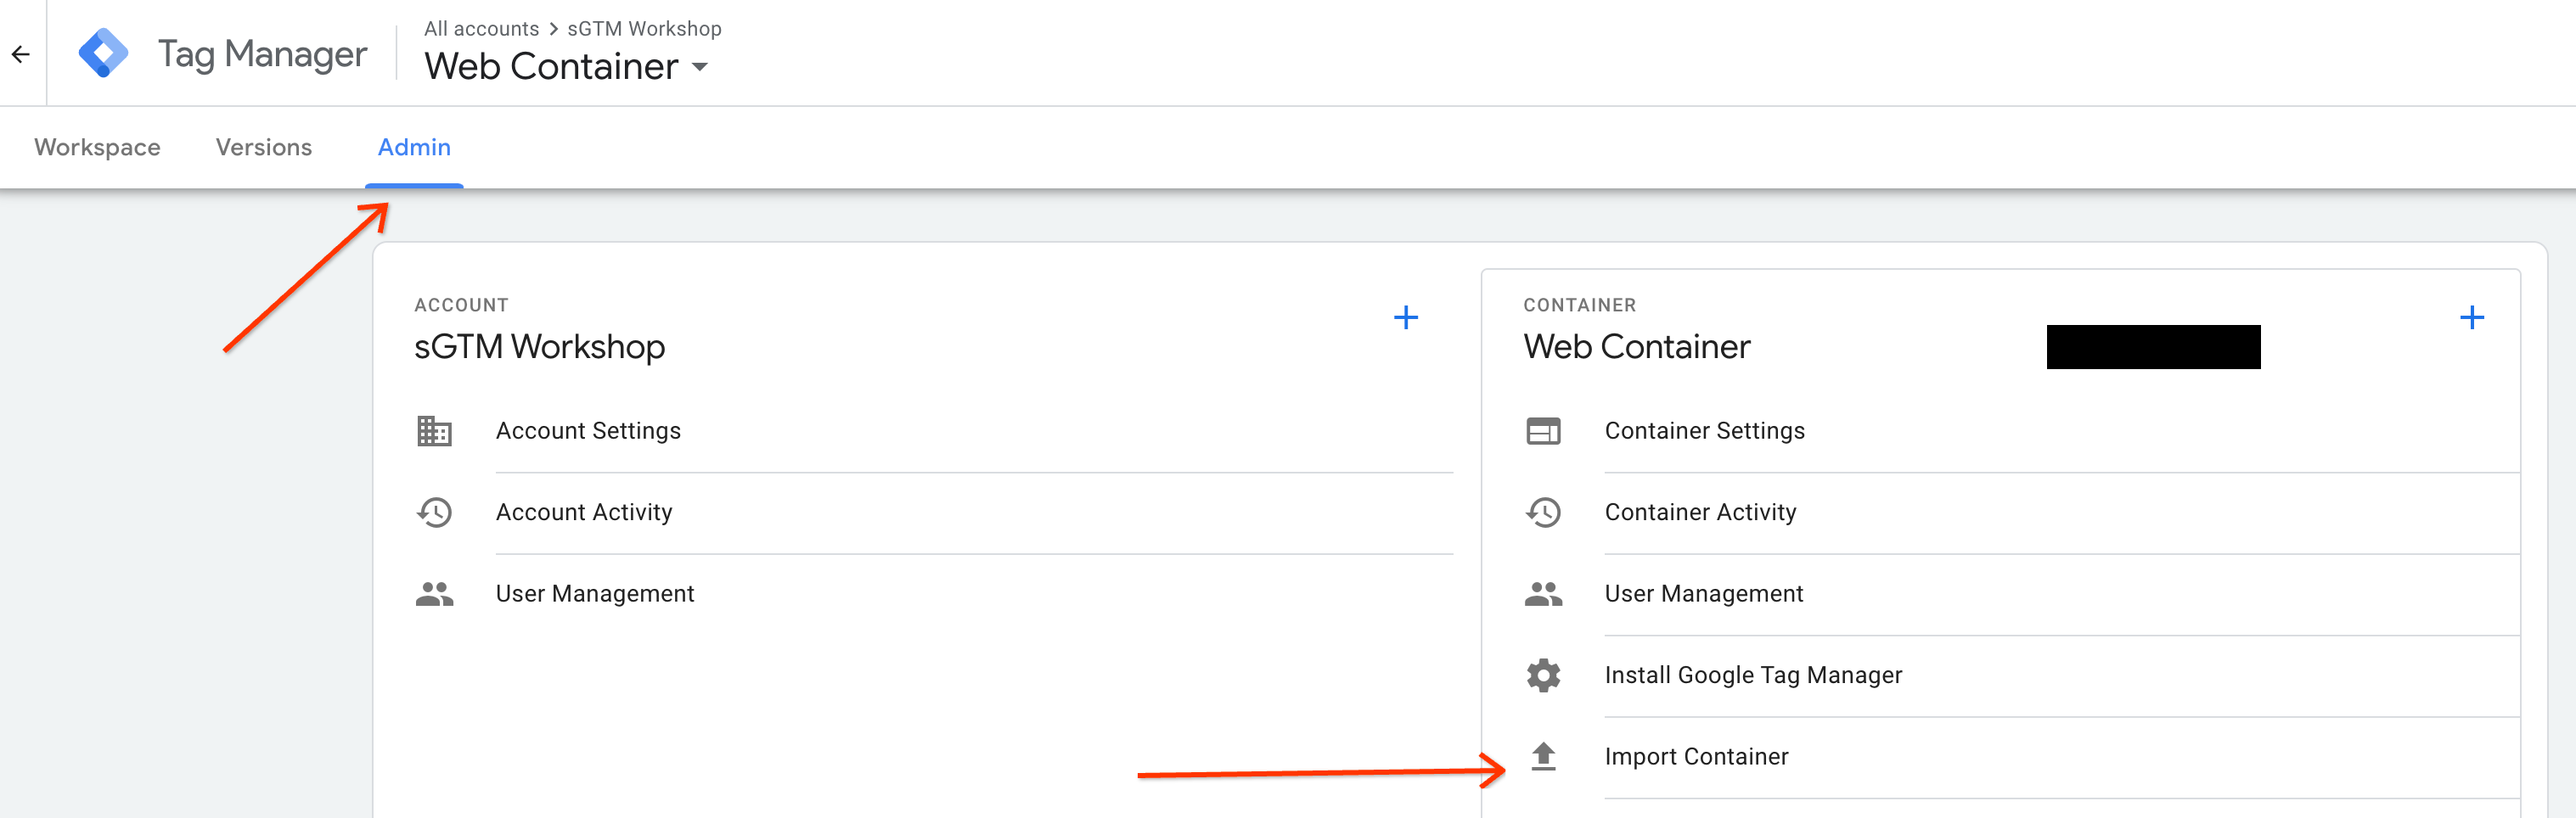 All accounts > sGTM Workshop
Tag Manager
Web Container
Workspace
Versions
Admin
ACCOUNT
sGTM Workshop
Account Settings
Account Activity
User Management
CONTAINER
Web Container
Container Settings
Container Activity
User Management
Install Google Tag Manager
Import Container